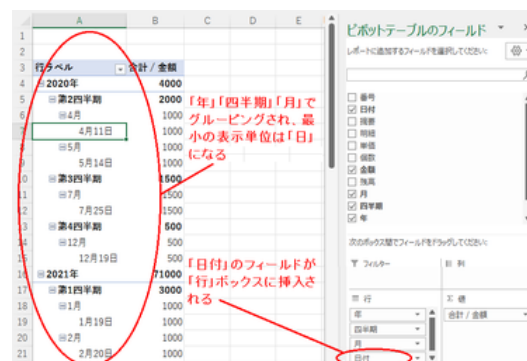 A B C D E
1
2
3 行ラベル 合計 / 金額
4 2020年 4000
5 第2四半期 2000
6 4月 1000
7 4月11日 1000
8 5月 1000
9 5月14日 1000
10 第3四半期 1500
11 7月 1500
12 7月25日 1500
13 第4四半期 500
14 12月 500
15 12月19日 500
16 2021年 71000
17 第1四半期 3000
18 1月 1000
19 1月19日 1000
20 2月 1000
21 2月20日 1000
「年」「四半期」「月」で
グルーピングされ、最
小の表示単位は「日」
になる
「日付」のフィールドが
「行」ボックスに挿入さ
れる
ピボットテーブルのフィールド
レポートに追加するフィールドを選択してください:
番号
日付
摘要
明細
単価
個数
金額
残高
月
四半期
年
次のボックス間でフィールドをドラッグしてください:
フィルター 列
行 Σ 値
年 合計 / 金額
四半期
月
日付